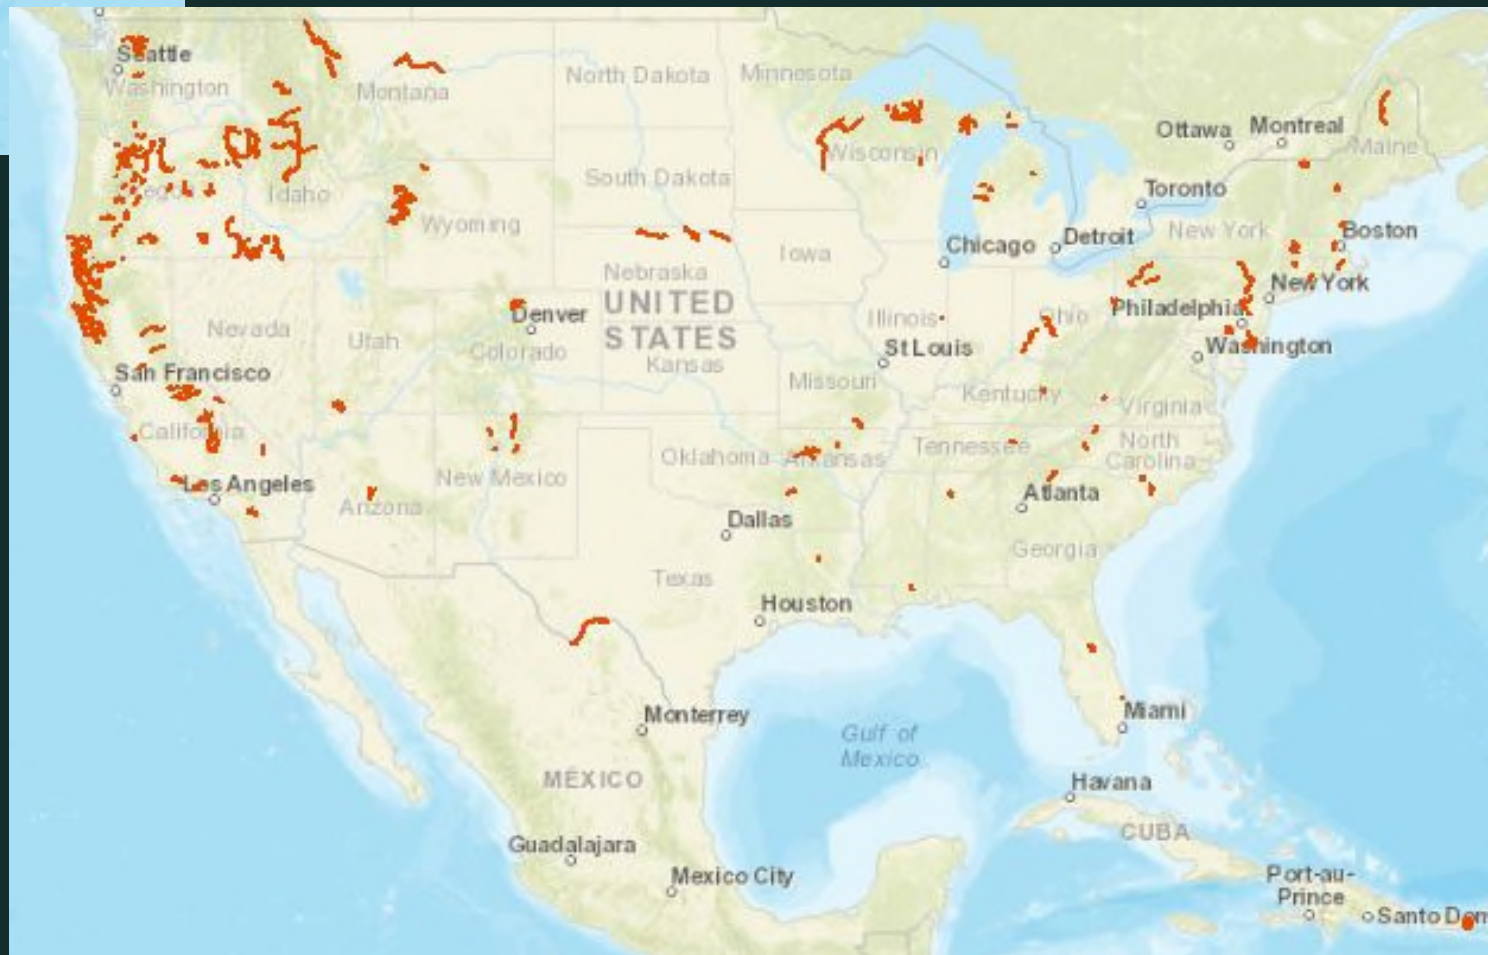 Seattle
Washington
Montana
North Dakota
Minnesota
Ottawa
Montreal
Maine
Wisconsin
South Dakota
Idaho
Toronto
Wyoming
Iowa
Chicago
Detroit
New York
Boston
Nebraska
UNITED
STATES
New York
Philadelphia
Denver
Nevada
Utah
Colorado
Illinois
Ohio
St Louis
Washington
Kansas
Missouri
Kentucky
Virginia
San Francisco
California
Oklahoma
Arkansas
Tennessee
North
Carolina
Los Angeles
New Mexico
Arizona
Atlanta
Dallas
Georgia
Texas
Houston
Monterrey
Miami
Gulf of
Mexico
MÉXICO
Havana
CUBA
Guadalajara
Mexico City
Port-au-
Prince
Santo Dom